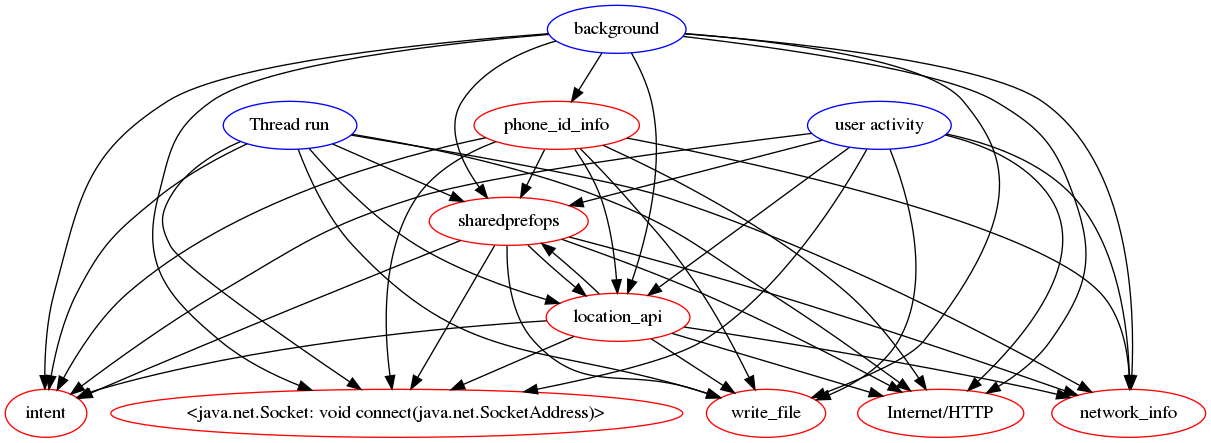 background
Thread run
phone_id_info
user activity
sharedprefops
location_api
intent
<java.net.Socket: void connect(java.net.SocketAddress)>
write_file
Internet/HTTP
network_info